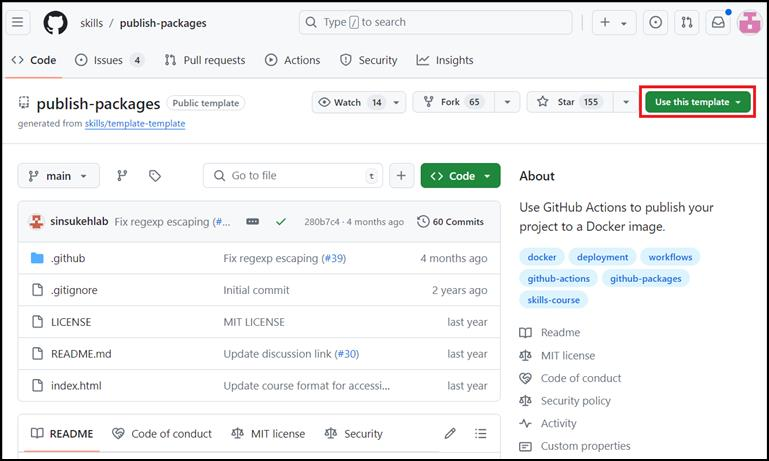 skills / publish-packages
Type / to search
Code
Issues 4
Pull requests
Actions
Security
Insights
publish-packages Public template
Watch 14
Fork 65
Star 155
Use this template
generated from skills/template-template
main
Go to file t
Code
sinsukehlab Fix regexp escaping (#... 280b7c4 · 4 months ago 60 Commits
.github Fix regexp escaping (#39) 4 months ago
.gitignore Initial commit 2 years ago
LICENSE MIT LICENSE last year
README.md Update discussion link (#30) last year
index.html Update course format for accessi... last year
README
Code of conduct
MIT license
Security
About
Use GitHub Actions to publish your
project to a Docker image.
docker deployment workflows
github-actions github-packages
skills-course
Readme
MIT license
Code of conduct
Security policy
Activity
Custom properties